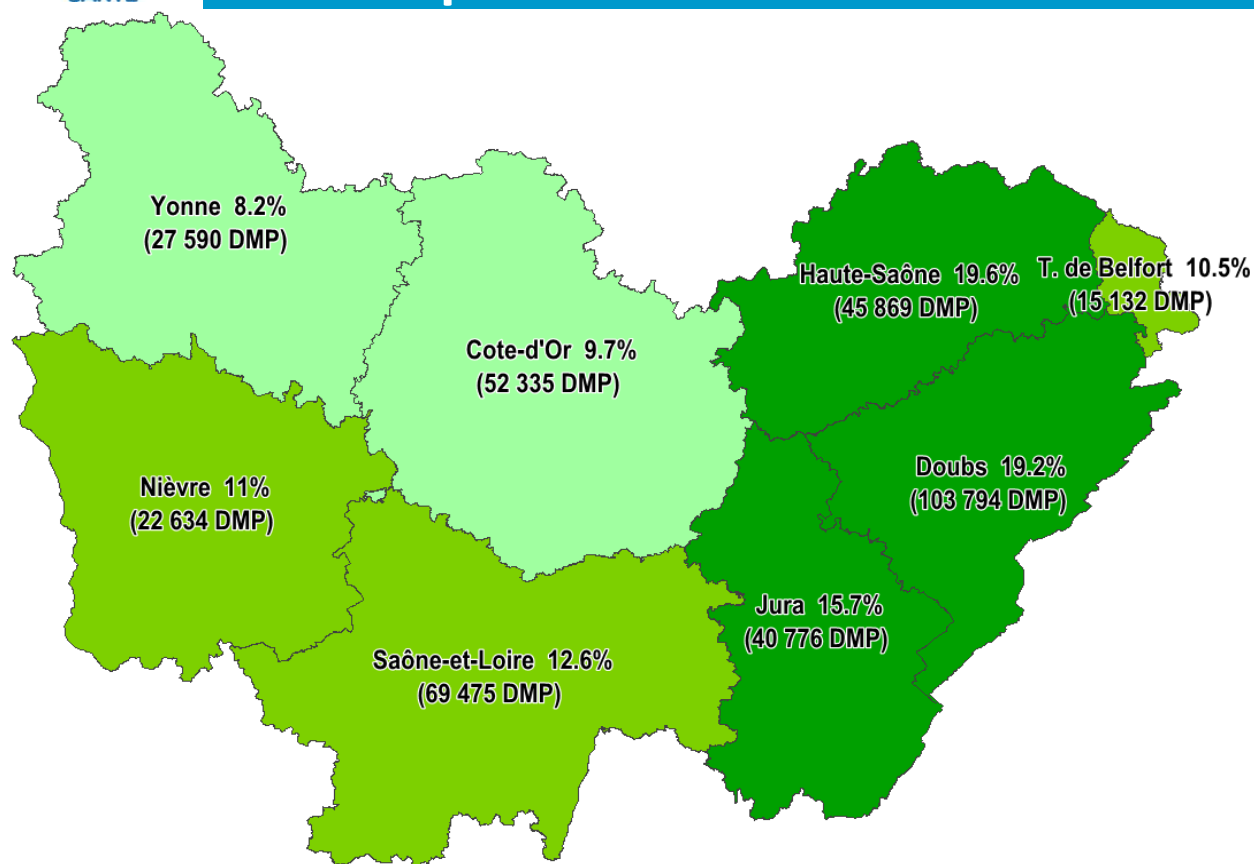 Yonne 8.2%
(27 590 DMP)
Haute-Saône 19.6%
(45 869 DMP)
T. de Belfort 10.5%
(15 132 DMP)
Cote-d'Or 9.7%
(52 335 DMP)
Nièvre 11%
(22 634 DMP)
Doubs 19.2%
(103 794 DMP)
Jura 15.7%
(40 776 DMP)
Saône-et-Loire 12.6%
(69 475 DMP)